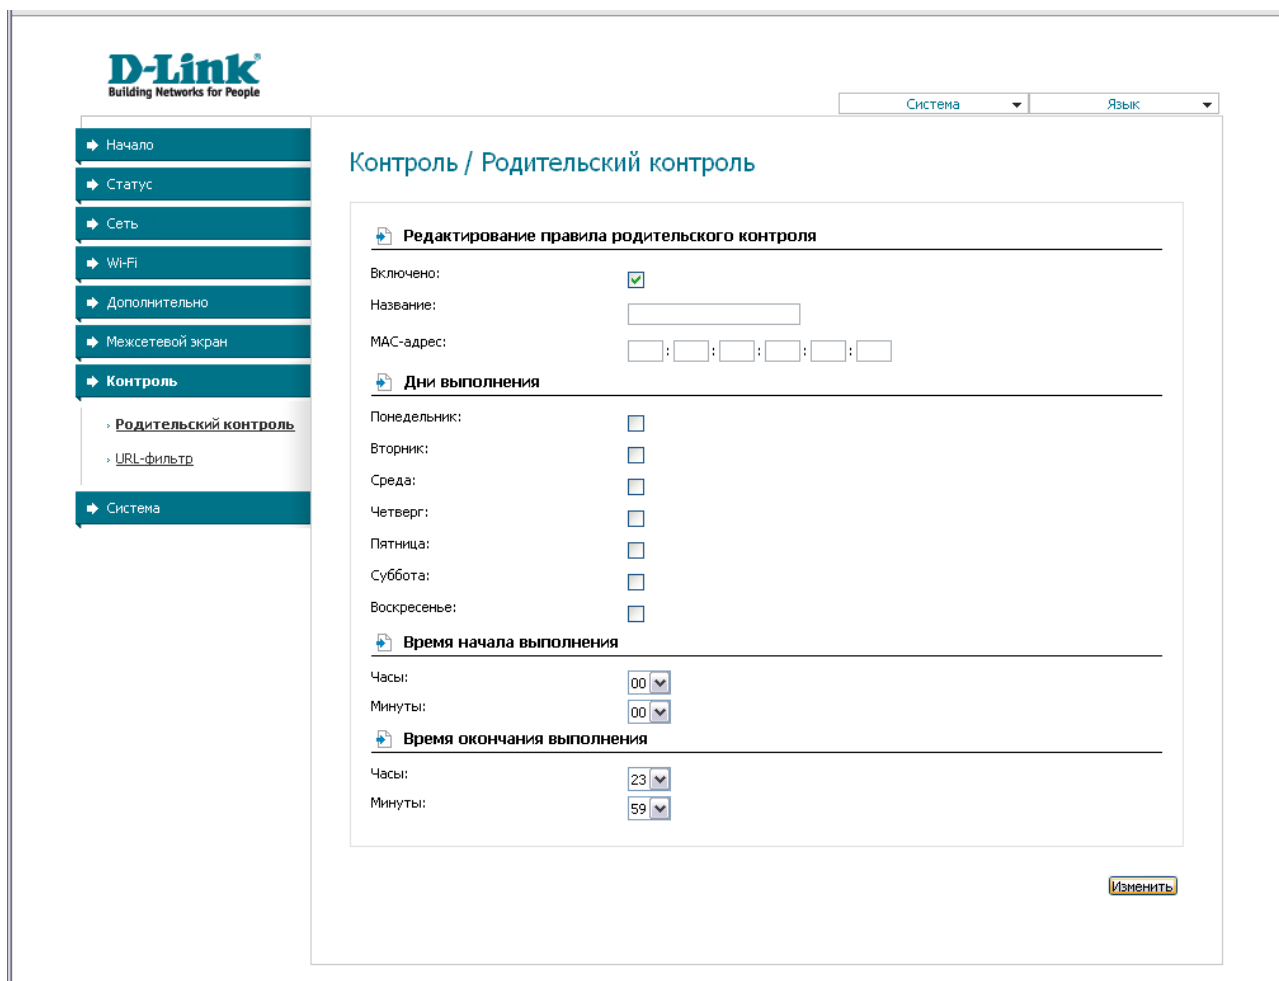 D-Link
Building Networks for People
Система
Язык
Начало
Статус
Сеть
Wi-Fi
Дополнительно
Межсетевой экран
Контроль
Родительский контроль
URL-фильтр
Система
Контроль / Родительский контроль
Редактирование правила родительского контроля
Включено:
Название:
MAC-адрес:
: : : : :
Дни выполнения
Понедельник:
Вторник:
Среда:
Четверг:
Пятница:
Суббота:
Воскресенье:
Время начала выполнения
Часы: 00
Минуты: 00
Время окончания выполнения
Часы: 23
Минуты: 59
Изменить